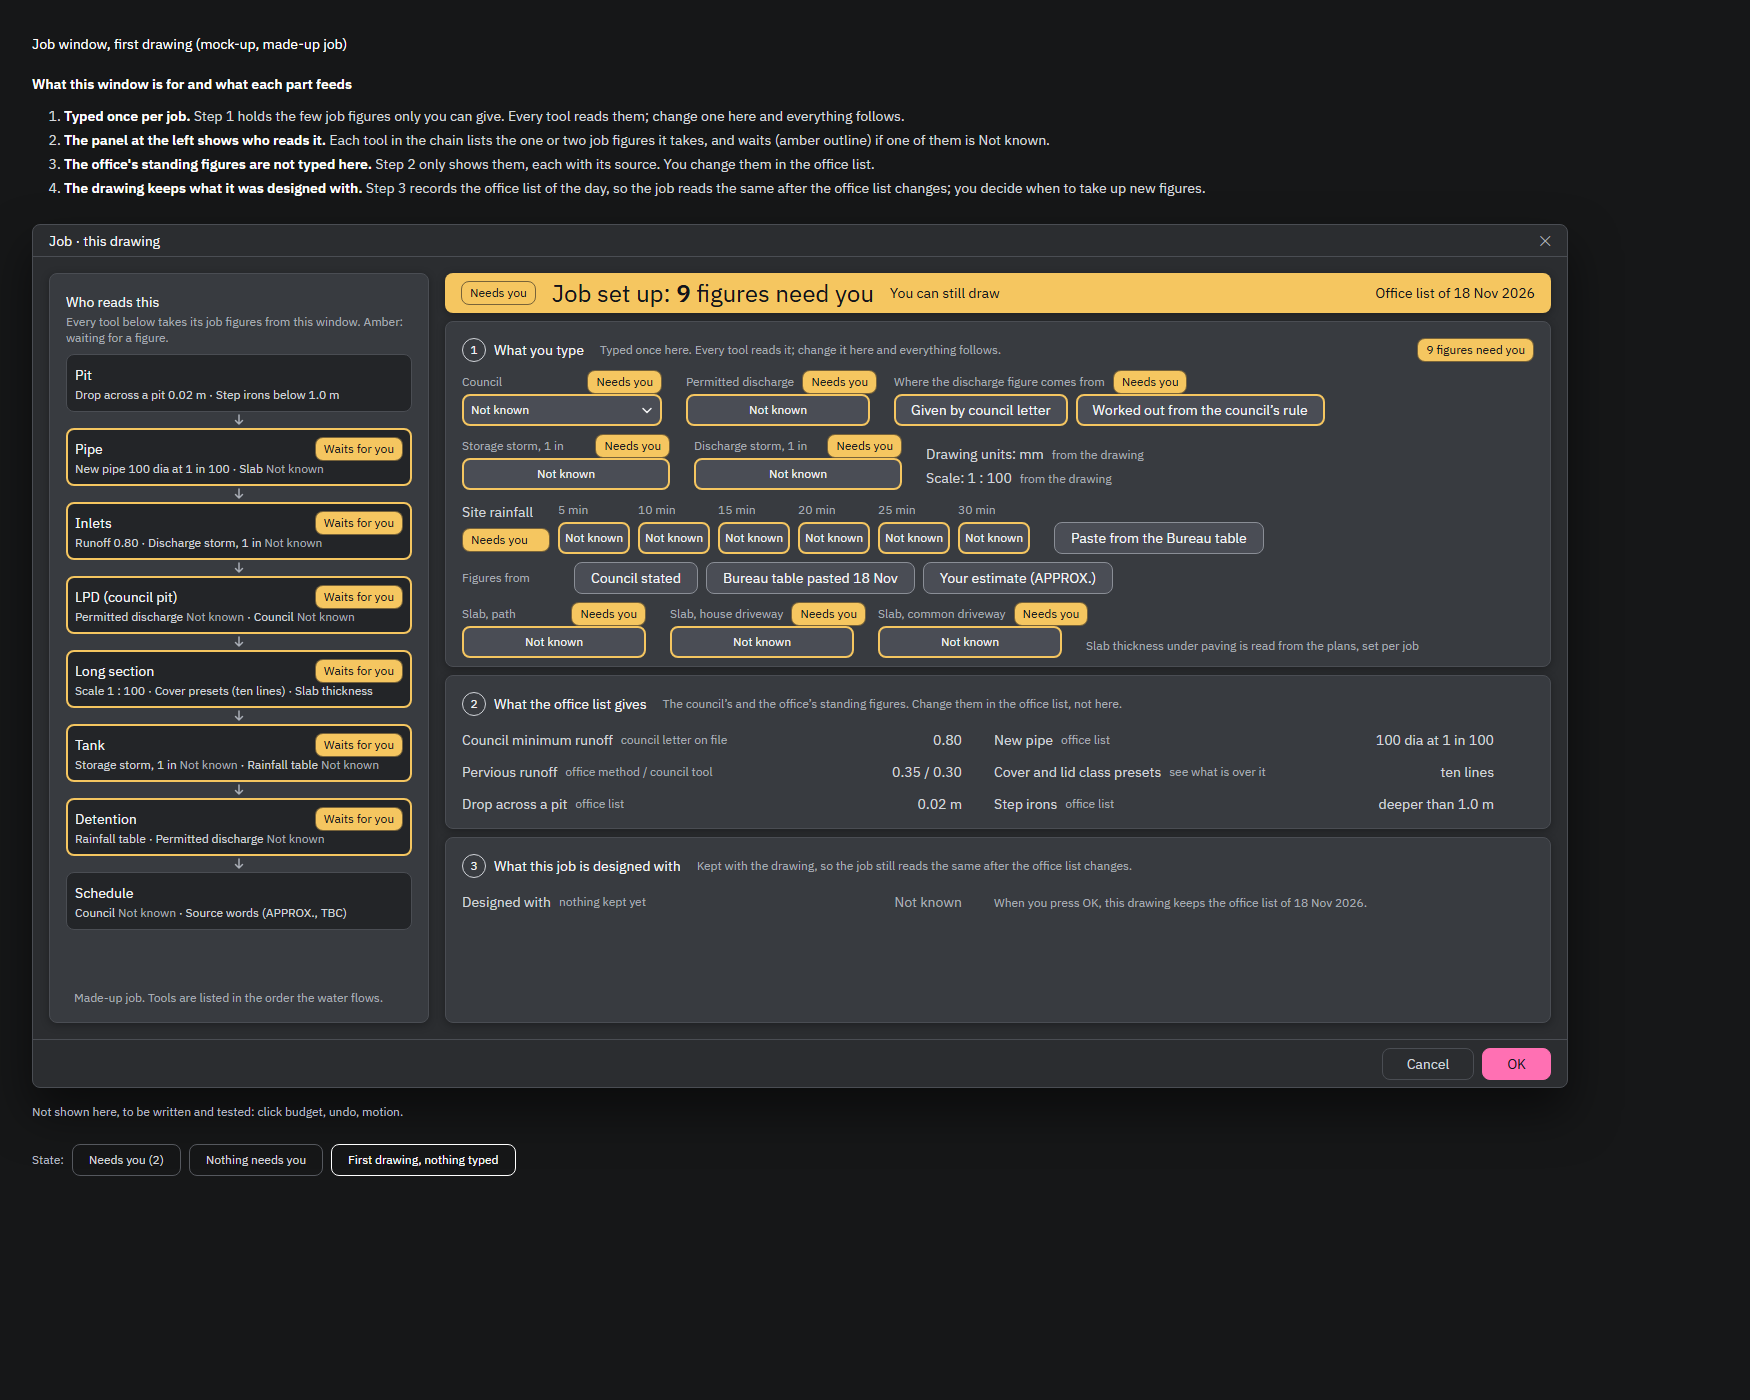 Job window, first drawing (mock-up, made-up job)
What this window is for and what each part feeds
1. Typed once per job. Step 1 holds the few job figures only you can give. Every tool reads them; change one here and everything follows.
2. The panel at the left shows who reads it. Each tool in the chain lists the one or two job figures it takes, and waits (amber outline) if one of them is Not known.
3. The office's standing figures are not typed here. Step 2 only shows them, each with its source. You change them in the office list.
4. The drawing keeps what it was designed with. Step 3 records the office list of the day, so the job reads the same after the office list changes; you decide when to take up new figures.
Job · this drawing
Who reads this
Every tool below takes its job figures from this window. Amber:
waiting for a figure.
Pit
Drop across a pit 0.02 m · Step irons below 1.0 m
Pipe Waits for you
New pipe 100 dia at 1 in 100 · Slab Not known
Inlets Waits for you
Runoff 0.80 · Discharge storm, 1 in Not known
LPD (council pit) Waits for you
Permitted discharge Not known · Council Not known
Long section Waits for you
Scale 1 : 100 · Cover presets (ten lines) · Slab thickness
Tank Waits for you
Storage storm, 1 in Not known · Rainfall table Not known
Detention Waits for you
Rainfall table · Permitted discharge Not known
Schedule
Council Not known · Source words (APPROX., TBC)
Made-up job. Tools are listed in the order the water flows.
Needs you Job set up: 9 figures need you You can still draw Office list of 18 Nov 2026
1 What you type Typed once here. Every tool reads it; change it here and everything follows. 9 figures need you
Council Needs you Permitted discharge Needs you Where the discharge figure comes from Needs you
Not known Not known Given by council letter Worked out from the council's rule
Storage storm, 1 in Needs you Discharge storm, 1 in Needs you
Not known Not known
Drawing units: mm from the drawing
Scale: 1 : 100 from the drawing
Site rainfall 5 min 10 min 15 min 20 min 25 min 30 min
Needs you Not known Not known Not known Not known Not known Not known Paste from the Bureau table
Figures from Council stated Bureau table pasted 18 Nov Your estimate (APPROX.)
Slab, path Needs you Slab, house driveway Needs you Slab, common driveway Needs you
Not known Not known Not known Slab thickness under paving is read from the plans, set per job
2 What the office list gives The council's and the office's standing figures. Change them in the office list, not here.
Council minimum runoff council letter on file 0.80 New pipe office list 100 dia at 1 in 100
Pervious runoff office method / council tool 0.35 / 0.30 Cover and lid class presets see what is over it ten lines
Drop across a pit office list 0.02 m Step irons office list deeper than 1.0 m
3 What this job is designed with Kept with the drawing, so the job still reads the same after the office list changes.
Designed with nothing kept yet Not known When you press OK, this drawing keeps the office list of 18 Nov 2026.
Cancel OK
Not shown here, to be written and tested: click budget, undo, motion.
State: Needs you (2) Nothing needs you First drawing, nothing typed